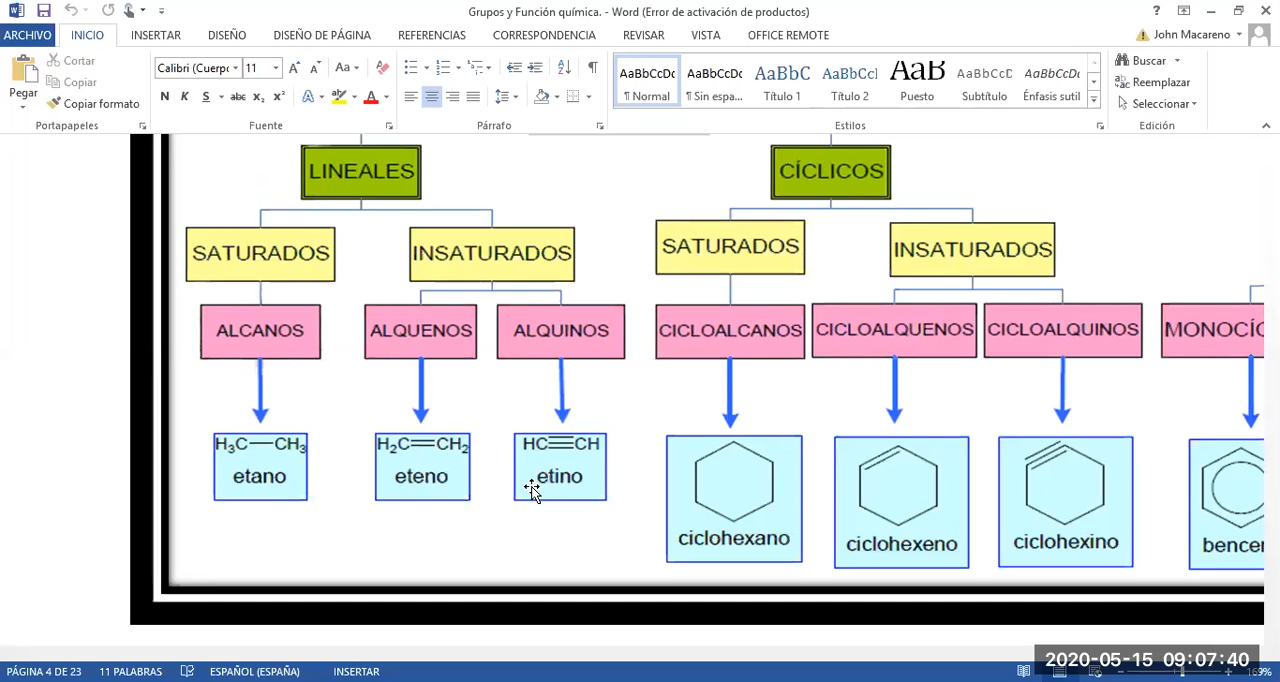 Grupos y Función química. - Word (Error de activación de productos)
ARCHIVO INICIO INSERTAR DISEÑO DISEÑO DE PÁGINA REFERENCIAS CORRESPONDENCIA REVISAR VISTA OFFICE REMOTE John Macareno
Pegar
Cortar
Copiar
Copiar formato
Portapapeles
Calibri (Cuerpo 11
N K S abc x₂ x²
Fuente
Párrafo
AaBbCcDc AaBbCcDc AaBbC AaBbCcI AaB AaBbCcD AaBbCcDc
¶ Normal ¶ Sin espa... Título 1 Título 2 Puesto Subtítulo Énfasis sutil
Estilos
Buscar
Reemplazar
Seleccionar
Edición
LINEALES CÍCLICOS
SATURADOS INSATURADOS SATURADOS INSATURADOS
ALCANOS ALQUENOS ALQUINOS CICLOALCANOS CICLOALQUENOS CICLOALQUINOS MONOCÍC
H₃C—CH₃ H₂C=CH₂ HC≡CH
etano eteno etino
ciclohexano ciclohexeno ciclohexino bencen
PÁGINA 4 DE 23 11 PALABRAS ESPAÑOL (ESPAÑA) INSERTAR
2020-05-15 09:07:40
169%